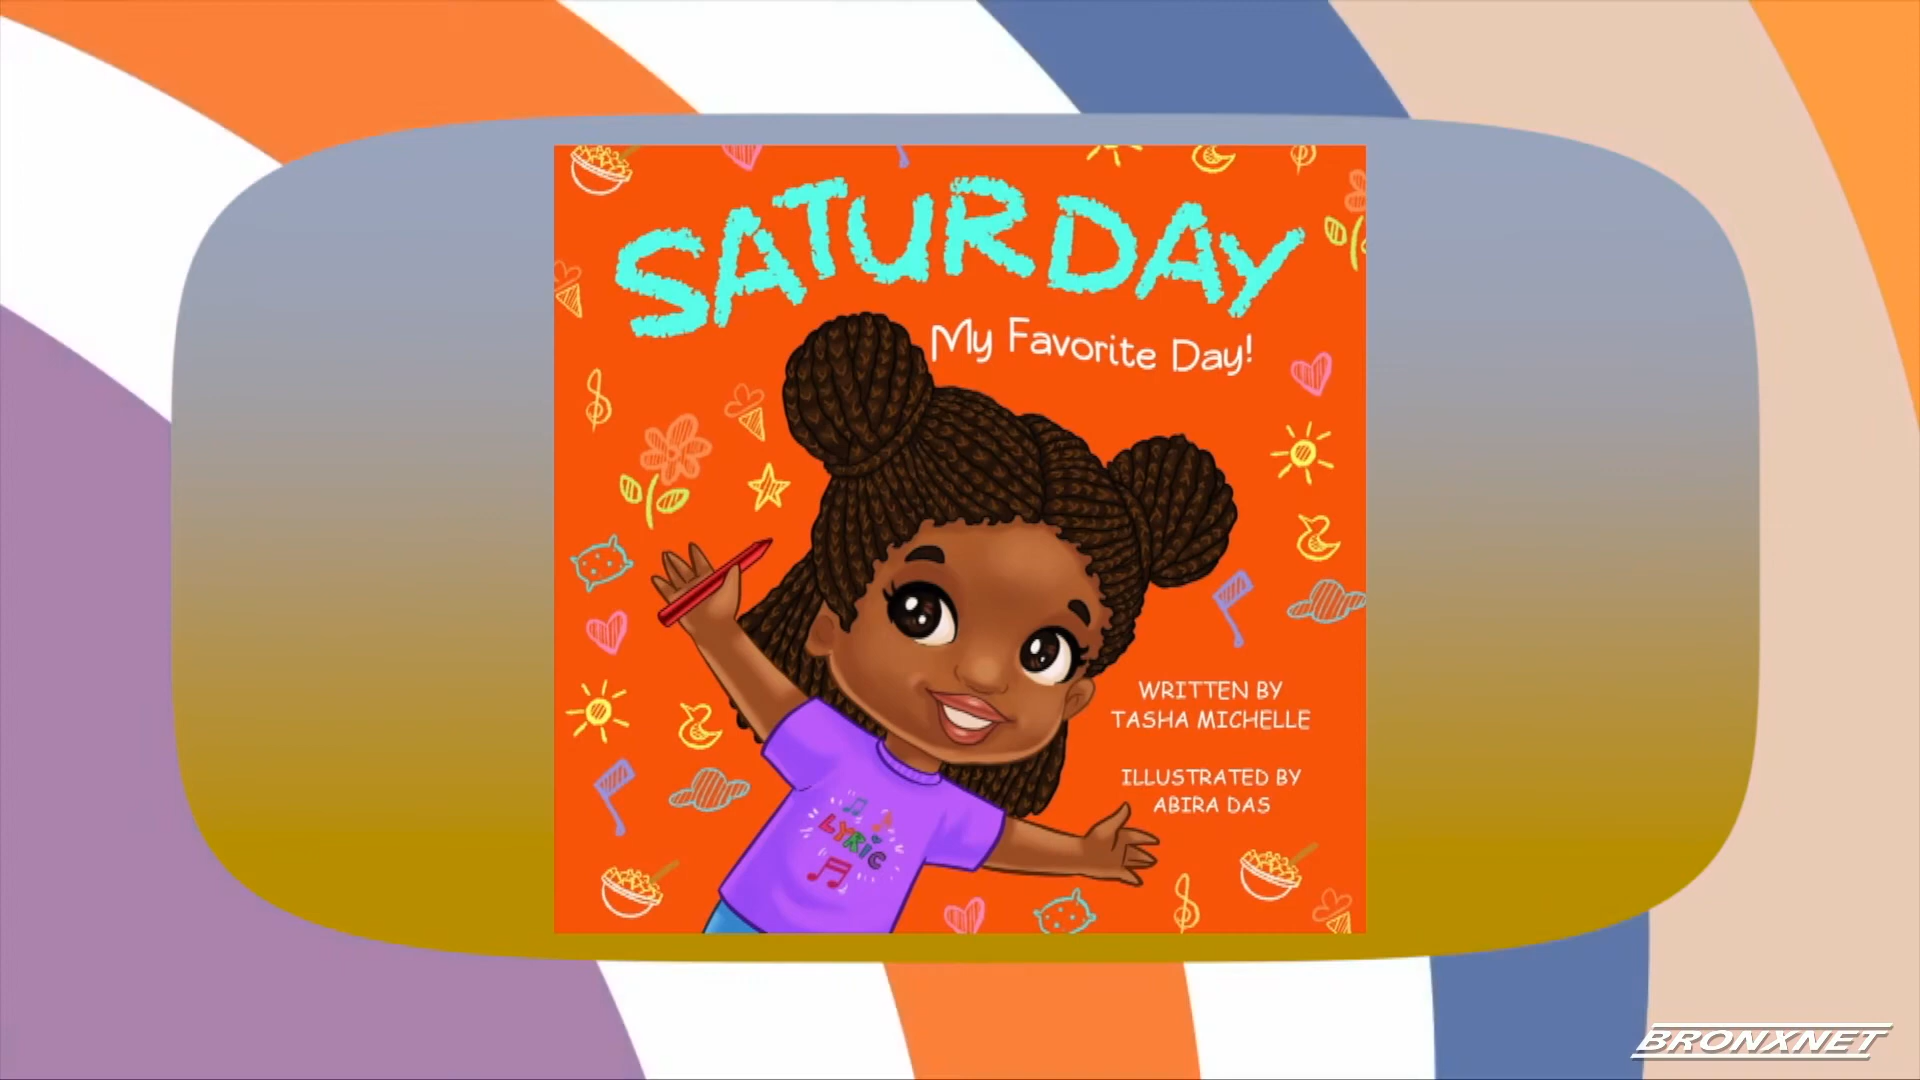 SATURDAY
My Favorite Day!
WRITTEN BY
TASHA MICHELLE
ILLUSTRATED BY
ABIRA DAS
LYRIC
BRONXNET